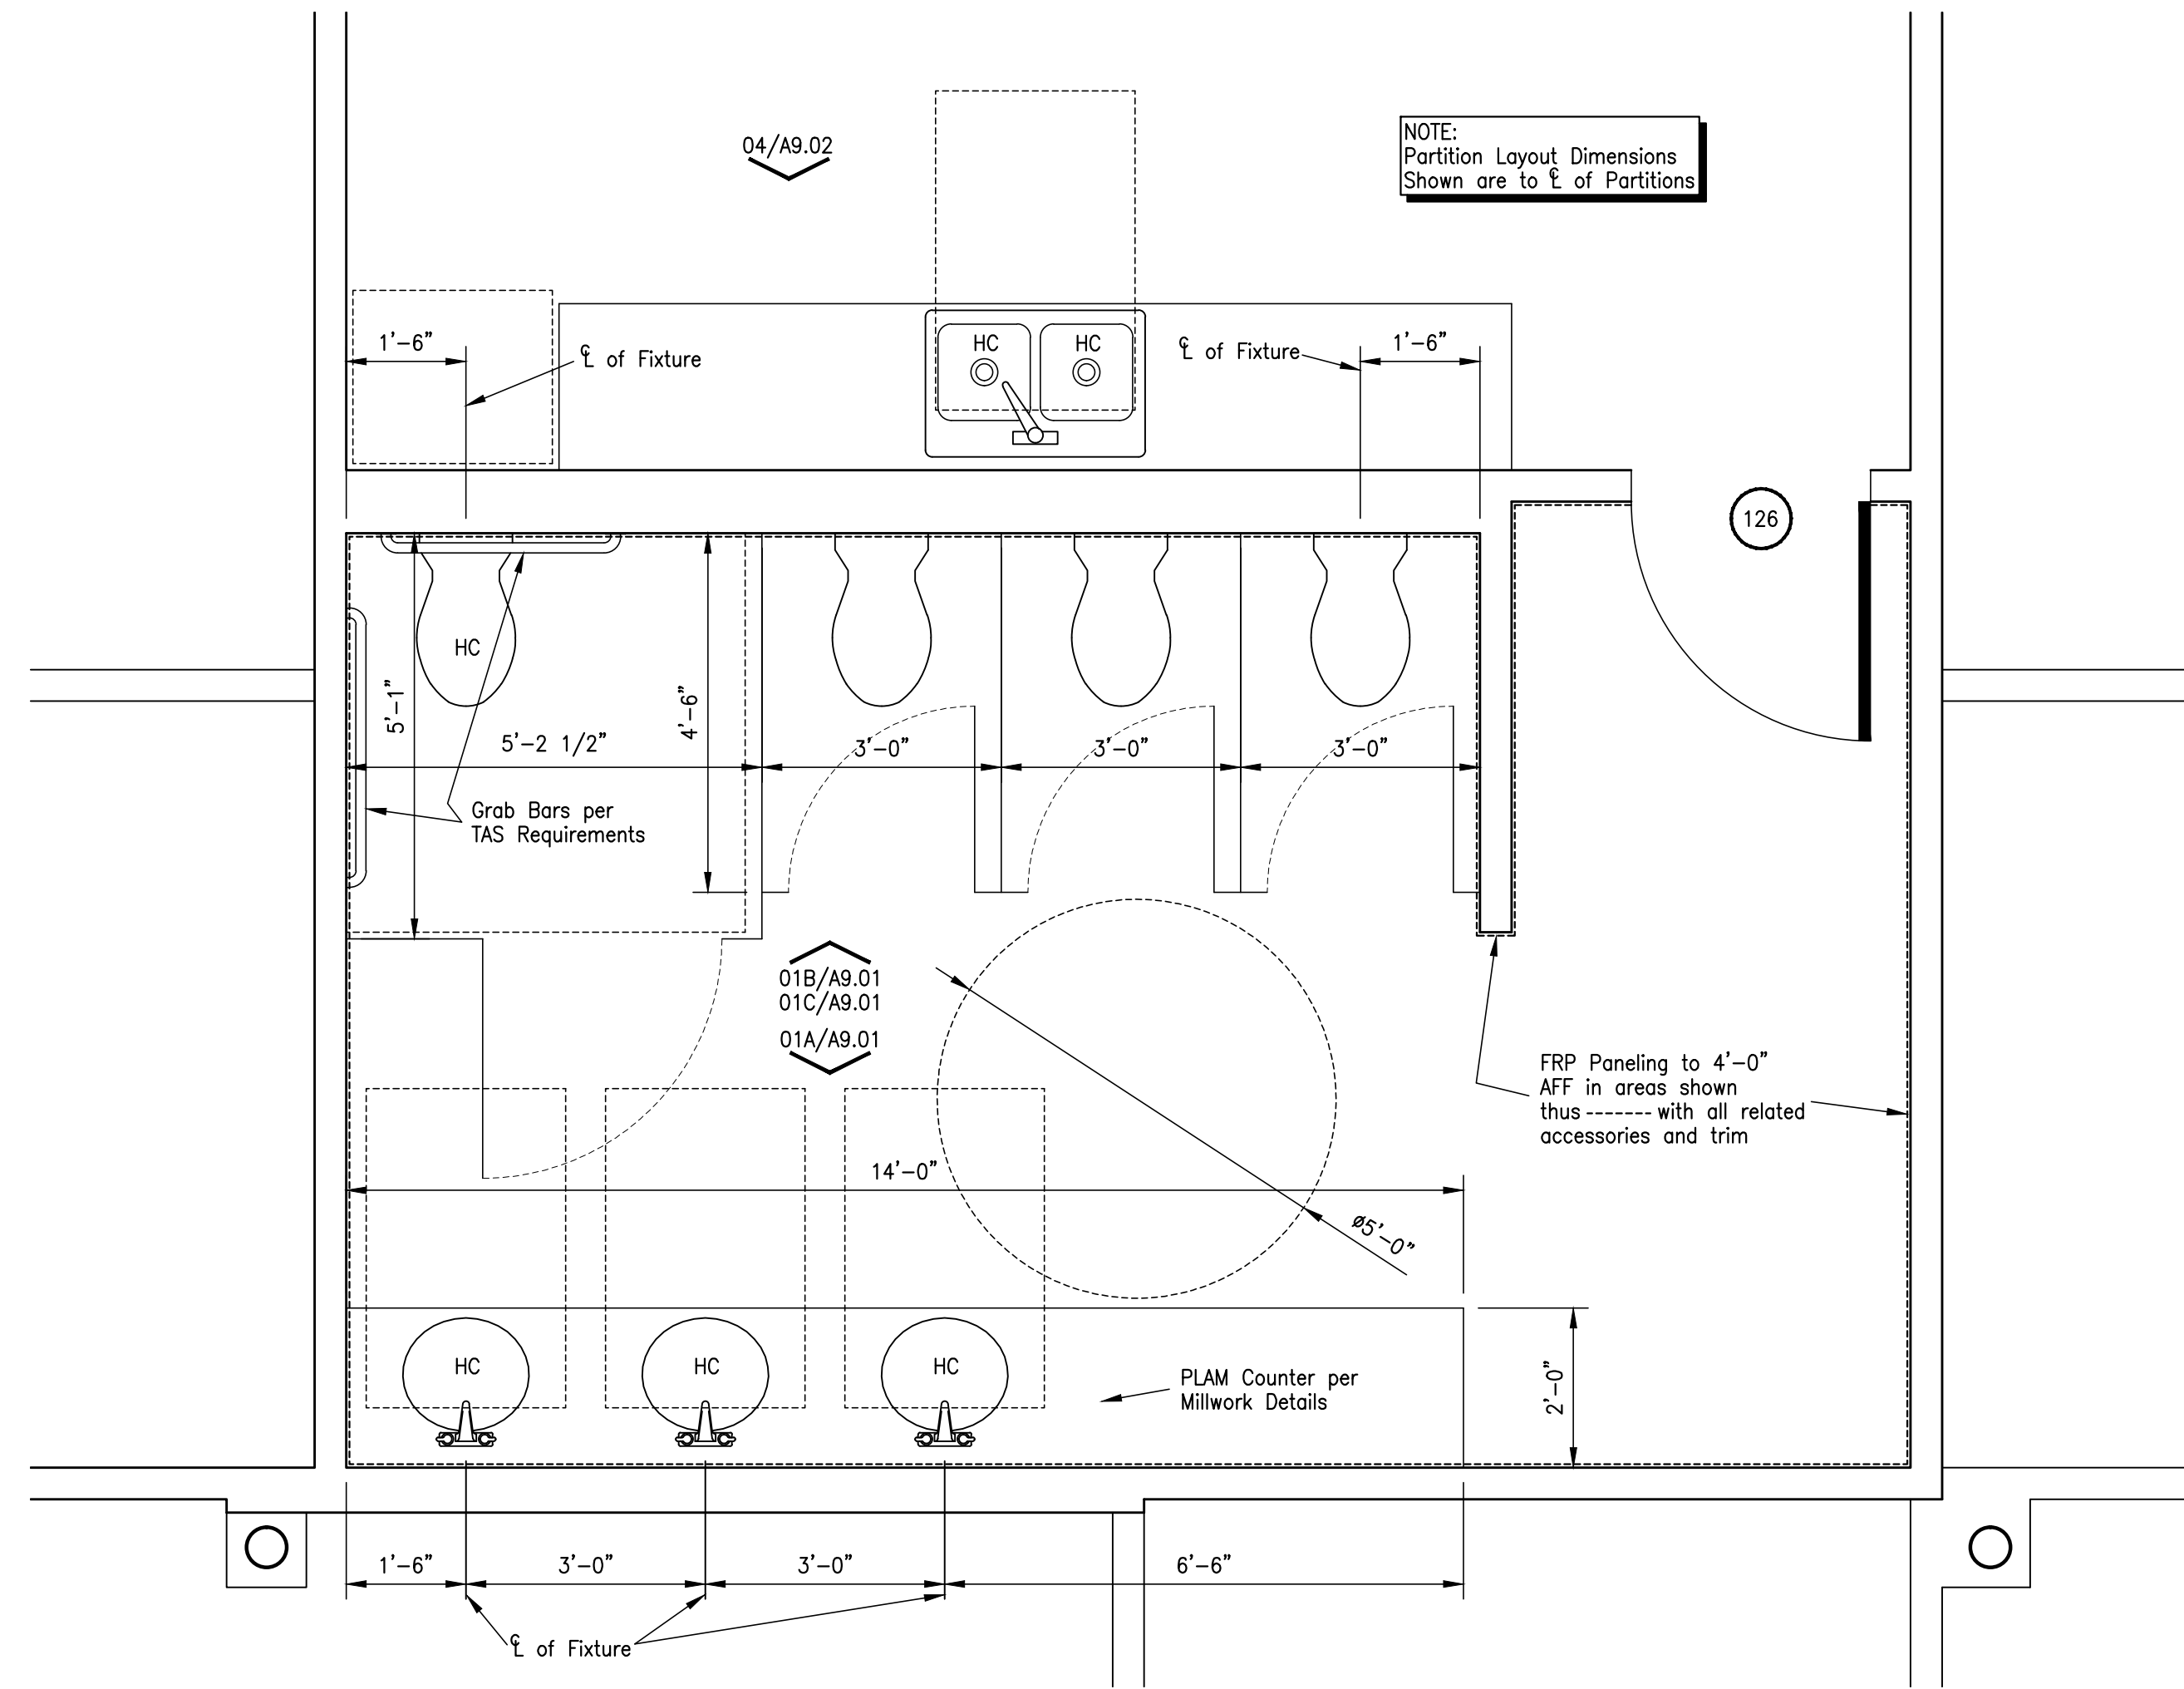 04/A9.02
NOTE:
Partition Layout Dimensions
Shown are to ℄ of Partitions
1'-6"
℄ of Fixture
HC
HC
℄ of Fixture
1'-6"
126
HC
5'-1"
4'-6"
5'-2 1/2"
3'-0"
3'-0"
3'-0"
Grab Bars per
TAS Requirements
01B/A9.01
01C/A9.01
01A/A9.01
FRP Paneling to 4'-0"
AFF in areas shown
thus ------- with all related
accessories and trim
14'-0"
ø5'-0"
HC
HC
HC
PLAM Counter per
Millwork Details
2'-0"
1'-6"
3'-0"
3'-0"
6'-6"
℄ of Fixture